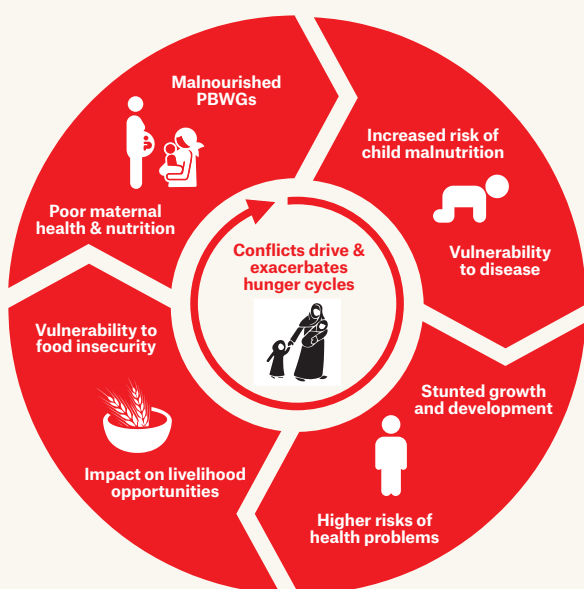 Malnourished
PBWGs
Poor maternal
health & nutrition
Increased risk of
child malnutrition
Vulnerability
to disease
Stunted growth
and development
Higher risks of
health problems
Vulnerability to
food insecurity
Impact on livelihood
opportunities
Conflicts drive &
exacerbates
hunger cycles